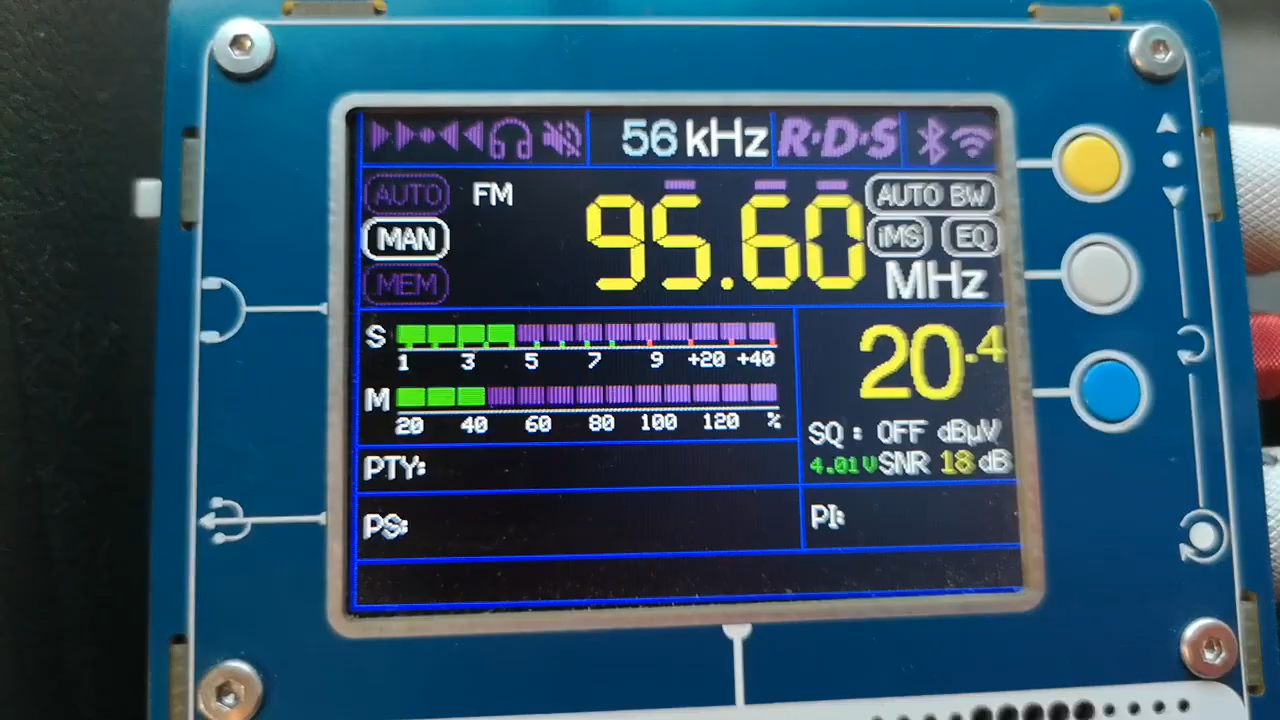 56 kHz R·D·S
AUTO FM 95.60 AUTO BW
MAN iMS EQ
MEM MHz
S 1 3 5 7 9 +20 +40
20.4
M 20 40 60 80 100 120 %
SQ: OFF dBµV
4.01V SNR 18 dB
PTY:
PS: PI: